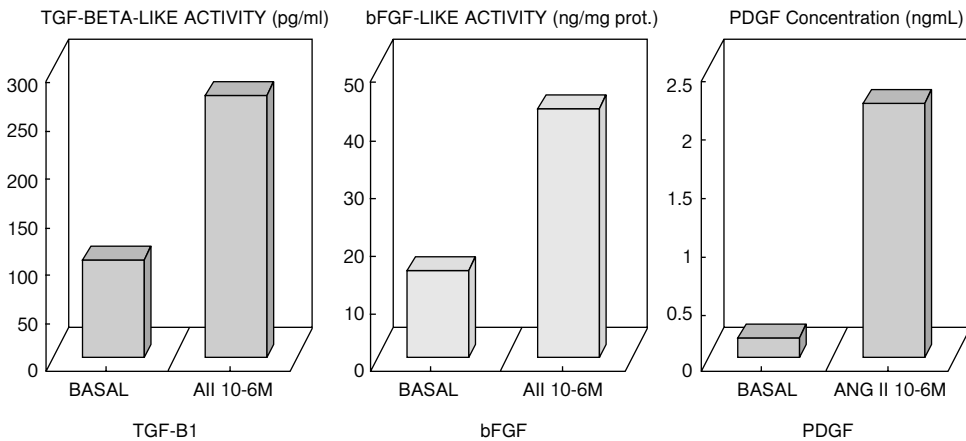 TGF-BETA-LIKE ACTIVITY (pg/ml)
300
250
200
150
100
50
0
BASAL
AII 10-6M
TGF-B1
bFGF-LIKE ACTIVITY (ng/mg prot.)
50
40
30
20
10
0
BASAL
AII 10-6M
bFGF
PDGF Concentration (ngmL)
2.5
2
1.5
1
0.5
0
BASAL
ANG II 10-6M
PDGF